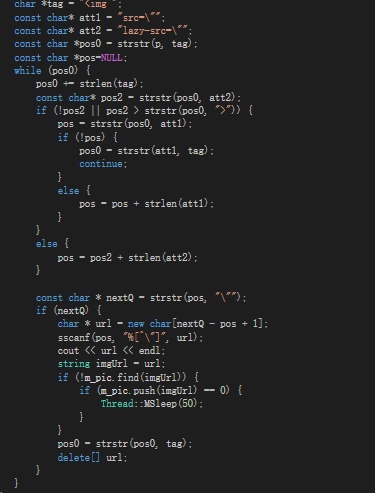 char *tag = "<img ";
const char* att1 = "src=\"";
const char* att2 = "lazy-src=\"";
const char *pos0 = strstr(p, tag);
const char *pos=NULL;
while (pos0) {
pos0 += strlen(tag);
const char* pos2 = strstr(pos0, att2);
if (!pos2 || pos2 > strstr(pos0, ">")) {
pos = strstr(pos0, att1);
if (!pos) {
pos0 = strstr(att1, tag);
continue;
}
else {
pos = pos + strlen(att1);
}
}
else {
pos = pos2 + strlen(att2);
}
const char * nextQ = strstr(pos, "\"");
if (nextQ) {
char * url = new char[nextQ - pos + 1];
sscanf(pos, "%[^\"]", url);
cout << url << endl;
string imgUrl = url;
if (!m_pic.find(imgUrl)) {
if (m_pic.push(imgUrl) == 0) {
Thread::MSleep(50);
}
}
pos0 = strstr(pos0, tag);
delete[] url;
}
}